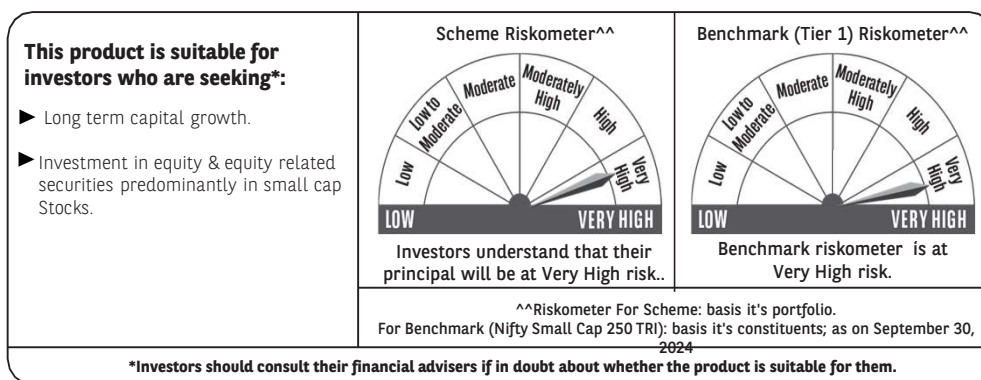 This product is suitable for
investors who are seeking*:
► Long term capital growth.
► Investment in equity & equity related
securities predominantly in small cap
Stocks.
Scheme Riskometer^^
Low
Low to
Moderate
Moderate
Moderately
High
High
Very
High
LOW
VERY HIGH
Investors understand that their
principal will be at Very High risk..
Benchmark (Tier 1) Riskometer^^
Low
Low to
Moderate
Moderate
Moderately
High
High
Very
High
LOW
VERY HIGH
Benchmark riskometer is at
Very High risk.
^^Riskometer For Scheme: basis it's portfolio.
For Benchmark (Nifty Small Cap 250 TRI): basis it's constituents; as on September 30,
2024
*Investors should consult their financial advisers if in doubt about whether the product is suitable for them.